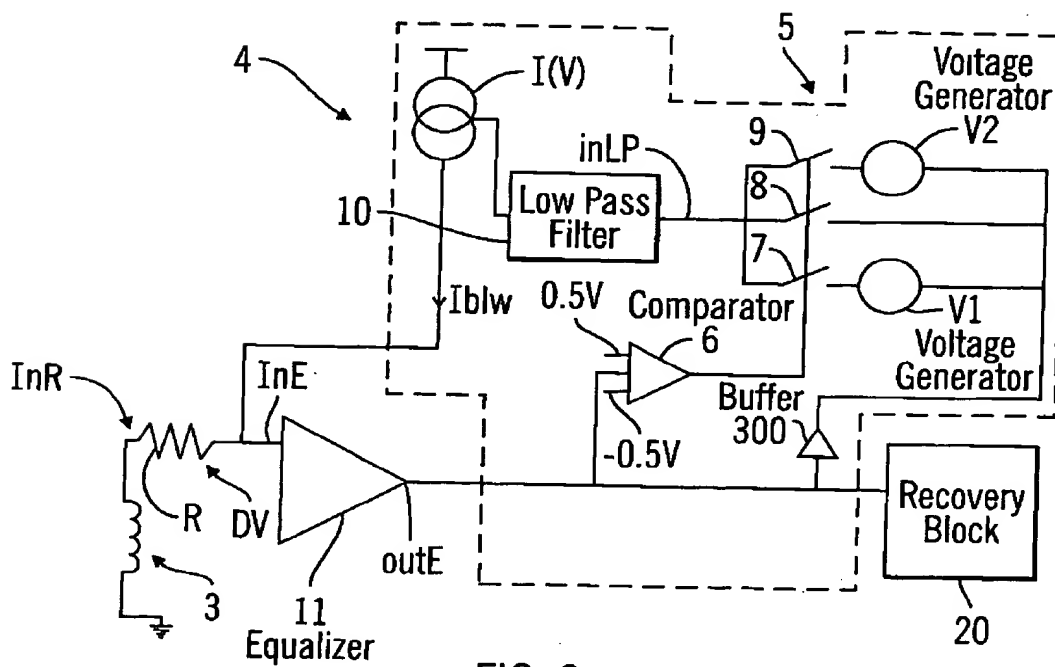 4
I(V)
5
Voltage
Generator
V2
9
inLP
8
10
Low Pass
Filter
7
Iblw
0.5V
Comparator
6
V1
Voltage
Generator
InR
InE
Buffer
300
-0.5V
R
DV
outE
Recovery
Block
3
11
Equalizer
20